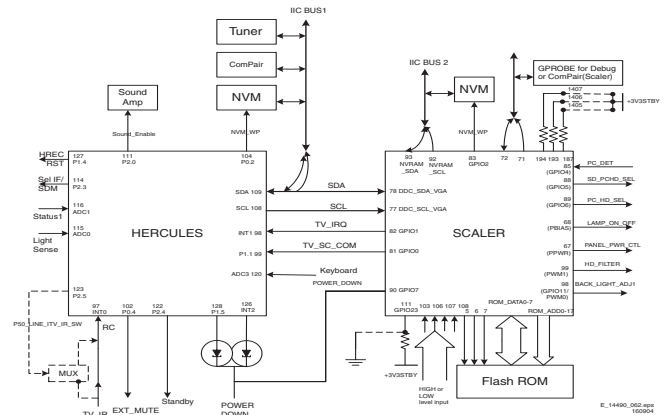 IIC BUS1
Tuner
ComPair
NVM
Sound
Amp
Sound_Enable
NVM_WP
IIC BUS 2
NVM
NVM_WP
GPROBE for Debug
or ComPair(Scaler)
1407
1406
1405
+3V3STBY
HREC
RST
127
P1.4
111
P2.0
104
P0.2
Sel IF/
SDM
114
P2.3
Status1
116
ADC1
Light
Sense
115
ADC0
HERCULES
SDA 109
SCL 108
INT1 98
P1.1 99
ADC3 120
123
P2.5
97
INT0
102
P0.4
122
P2.4
128
P1.5
126
INT2
SDA
SCL
TV_IRQ
TV_SC_COM
Keyboard
POWER_DOWN
93
NVRAM
_SDA
92
NVRAM
_SCL
83
GPIO2
72
71
194 193 187
78 DDC_SDA_VGA
77 DDC_SCL_VGA
82 GPIO1
81 GPIO0
90 GPIO7
SCALER
85
(GPIO4)
PC_DET
88
(GPIO5)
SD_POHD_SEL
89
(GPIO6)
PC_HD_SEL
68
(PBIAS)
LAMP_ON_OFF
67
(PPWR)
PANEL_PWR_CTL
99
(PWM1)
HD_FILTER
98
(GPIO11/
PWM0)
BACK_LIGHT_ADJ1
111
GPIO23
103 106 107 108
5 6 7
ROM_DATA0-7
ROM_ADD0-17
P50_LINE_ITV_IR_SW
RC
MUX
TV_IR
EXT_MUTE
Standby
POWER
DOWN
+3V3STBY
HIGH or
LOW
level input
Flash ROM
E_14490_062.eps
160904